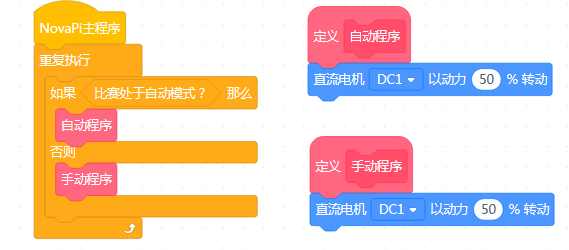 NovaPi主程序
重复执行
如果 比赛处于自动模式？ 那么
自动程序
否则
手动程序
定义 自动程序
直流电机 DC1 以动力 50 % 转动
定义 手动程序
直流电机 DC1 以动力 50 % 转动